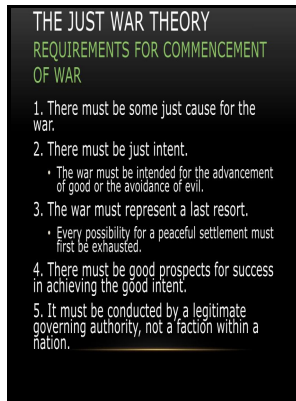 THE JUST WAR THEORY
REQUIREMENTS FOR COMMENCEMENT
OF WAR
1. There must be some just cause for the
war.
2. There must be just intent.
• The war must be intended for the advancement
of good or the avoidance of evil.
3. The war must represent a last resort.
• Every possibility for a peaceful settlement must
first be exhausted.
4. There must be good prospects for success
in achieving the good intent.
5. It must be conducted by a legitimate
governing authority, not a faction within a
nation.